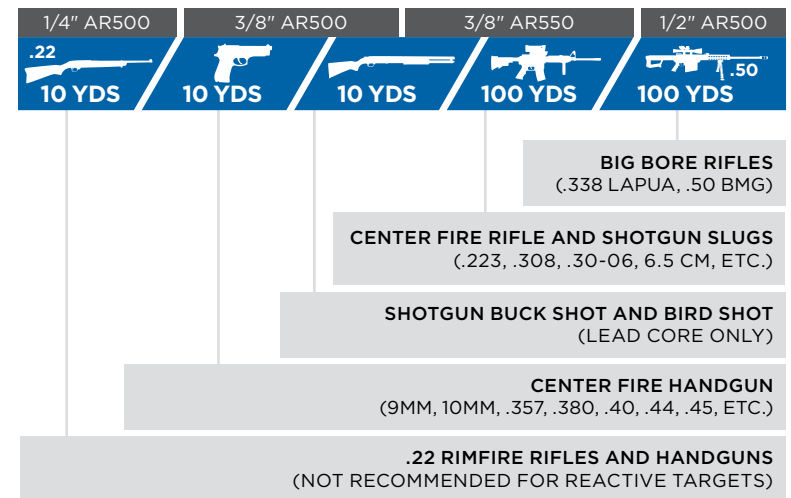 1/4" AR500 3/8" AR500 3/8" AR550 1/2" AR500
.22 .50
10 YDS 10 YDS 10 YDS 100 YDS 100 YDS
BIG BORE RIFLES
(.338 LAPUA, .50 BMG)
CENTER FIRE RIFLE AND SHOTGUN SLUGS
(.223, .308, .30-06, 6.5 CM, ETC.)
SHOTGUN BUCK SHOT AND BIRD SHOT
(LEAD CORE ONLY)
CENTER FIRE HANDGUN
(9MM, 10MM, .357, .380, .40, .44, .45, ETC.)
.22 RIMFIRE RIFLES AND HANDGUNS
(NOT RECOMMENDED FOR REACTIVE TARGETS)